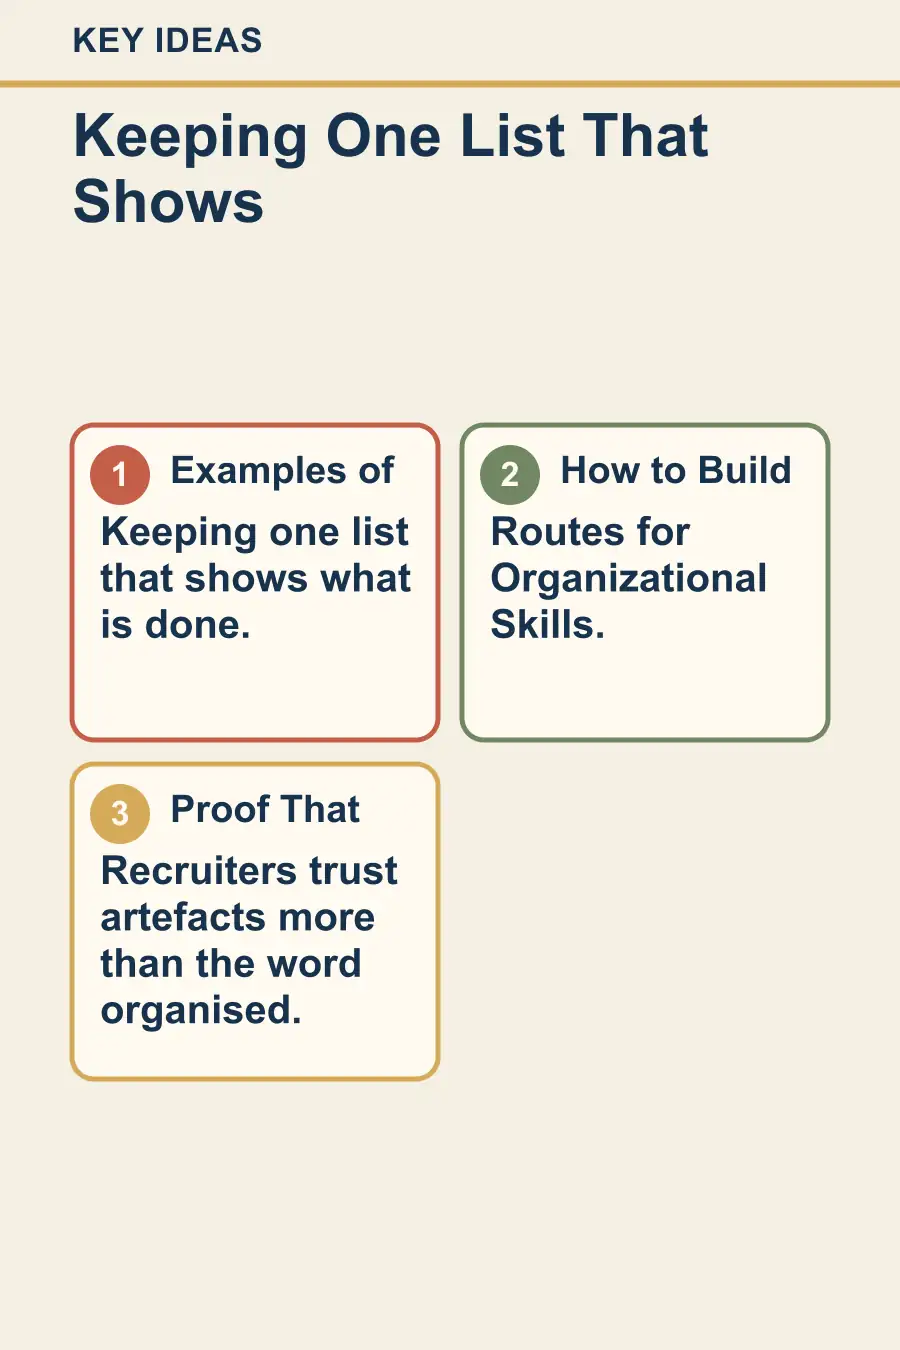 KEY IDEAS
Keeping One List That
Shows
1 Examples of
Keeping one list
that shows what
is done.
2 How to Build
Routes for
Organizational
Skills.
3 Proof That
Recruiters trust
artefacts more
than the word
organised.